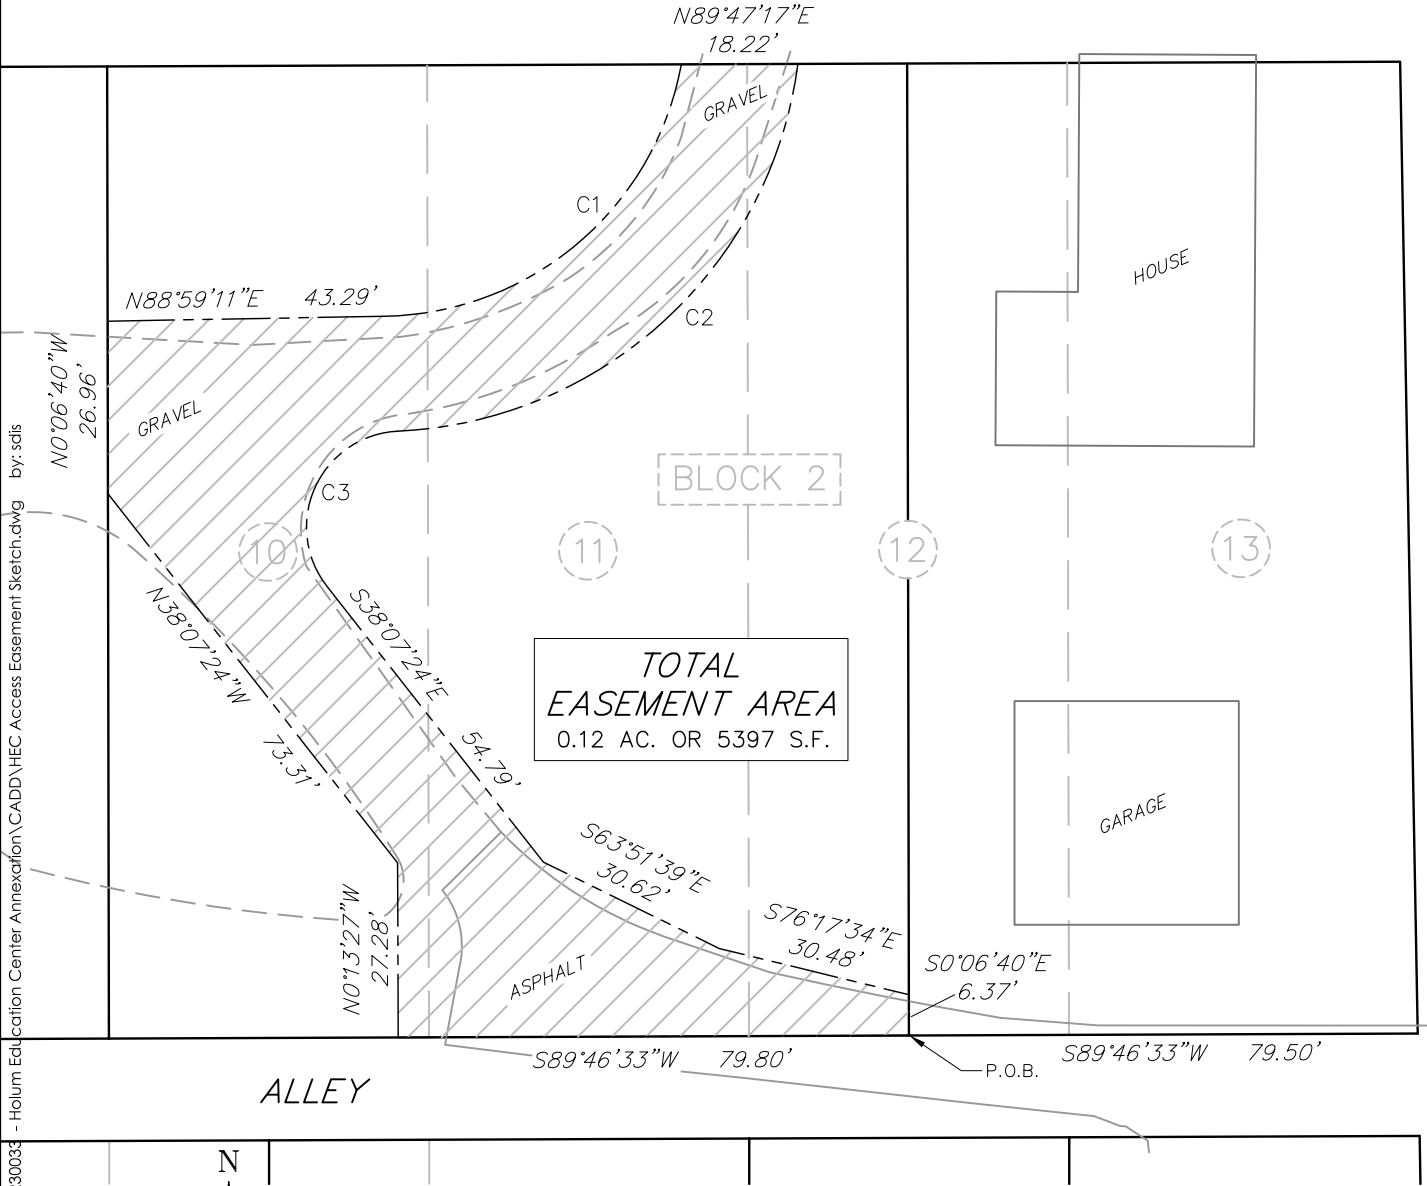 N89°47'17"E
18.22'
GRAVEL
C1
HOUSE
N88°59'11"E 43.29'
C2
N0°06'40"W
26.96'
GRAVEL
BLOCK 2
C3
10
11
12
13
N38°07'24"W 73.31'
S38°07'24"E 54.79'
TOTAL
EASEMENT AREA
0.12 AC. OR 5397 S.F.
GARAGE
S63°51'39"E
30.62'
S76°17'34"E
30.48'
N0°13'27"W
27.28'
ASPHALT
S0°06'40"E
6.37'
S89°46'33"W 79.80'
P.O.B.
S89°46'33"W 79.50'
ALLEY
N
30033 - Holum Education Center Annexation\CADD\HEC Access Easement Sketch.dwg by: sdis